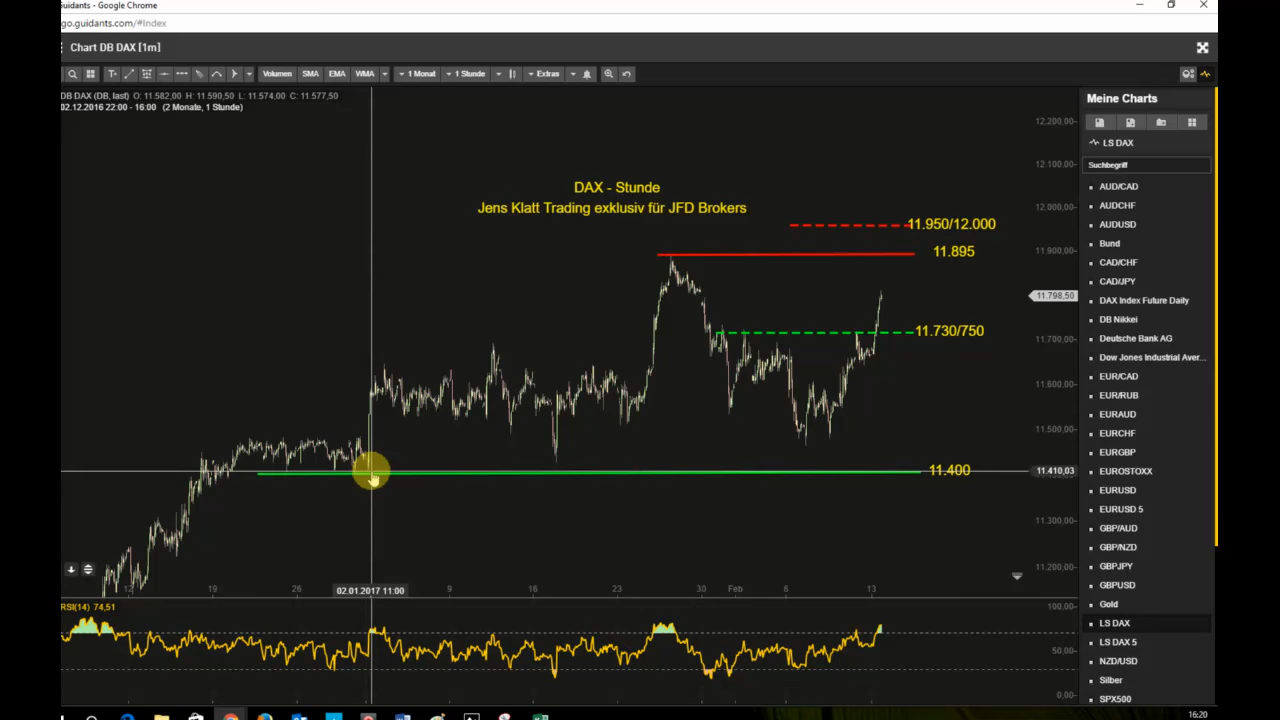 Guidants - Google Chrome
go.guidants.com/#Index
Chart DB DAX [1m]
Volumen SMA EMA WMA 1 Monat 1 Stunde Extras
DB DAX (DB, last) O: 11.582,00 H: 11.590,50 L: 11.574,00 C: 11.577,50
02.12.2016 22:00 - 16:00 (2 Monate, 1 Stunde)
DAX - Stunde
Jens Klatt Trading exklusiv für JFD Brokers
11.950/12.000
11.895
11.730/750
11.400
12.200,00
12.100,00
12.000,00
11.900,00
11.798,50
11.700,00
11.600,00
11.500,00
11.410,03
11.300,00
11.200,00
12 19 26 02.01.2017 11:00 9 16 23 30 Feb 6 13
RSI(14) 74,51
100,00
50,00
0,00
Meine Charts
LS DAX
Suchbegriff
AUD/CAD
AUDCHF
AUDUSD
Bund
CAD/CHF
CAD/JPY
DAX Index Future Daily
DB Nikkei
Deutsche Bank AG
Dow Jones Industrial Aver...
EUR/CAD
EUR/RUB
EURAUD
EURCHF
EURGBP
EUROSTOXX
EURUSD
EURUSD 5
GBP/AUD
GBP/NZD
GBPJPY
GBPUSD
Gold
LS DAX
LS DAX 5
NZD/USD
Silber
SPX500
16:20